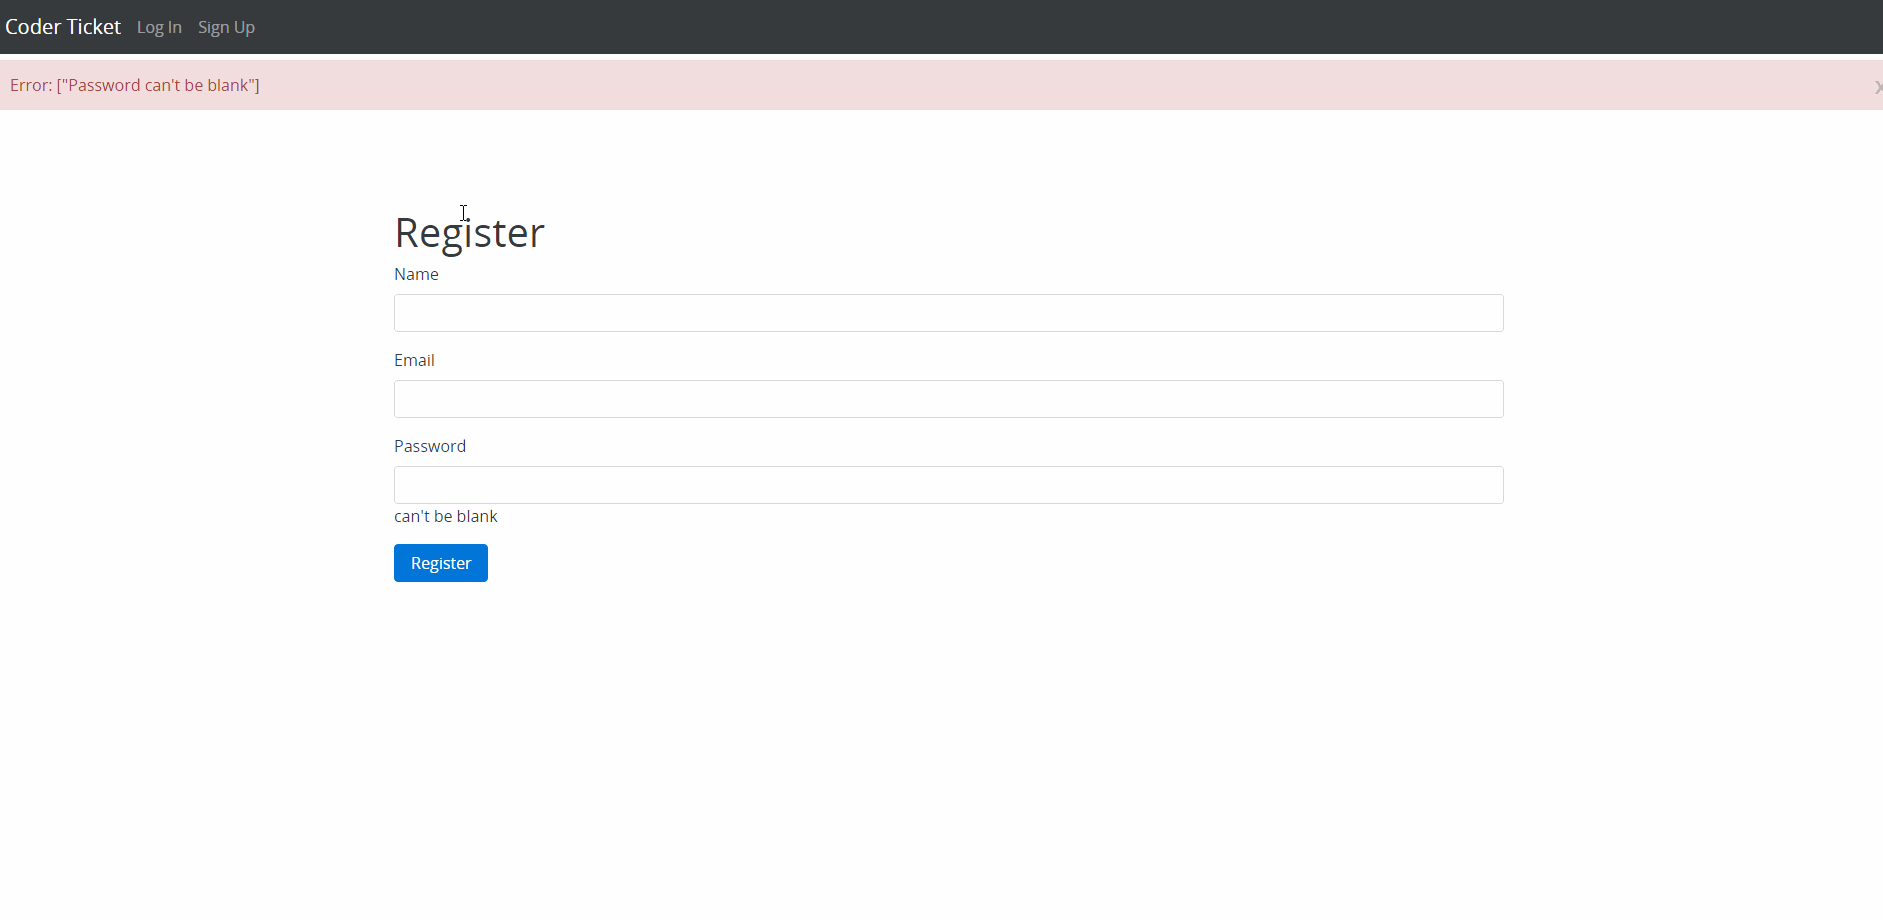 Coder Ticket Log In Sign Up
Error: ["Password can't be blank"]
x
Register
Name
Email
Password
can't be blank
Register